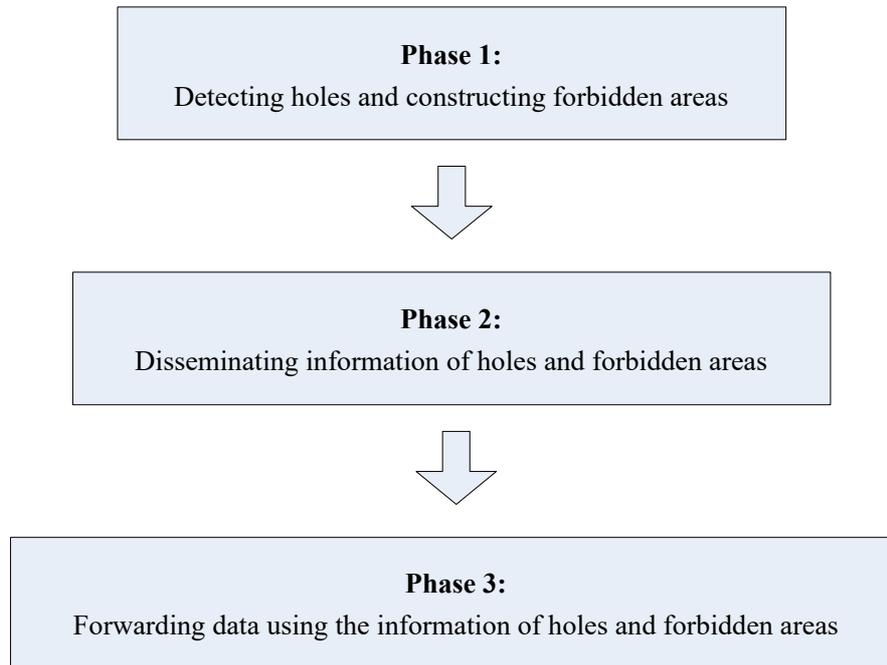 Phase 1:
Detecting holes and constructing forbidden areas
Phase 2:
Disseminating information of holes and forbidden areas
Phase 3:
Forwarding data using the information of holes and forbidden areas